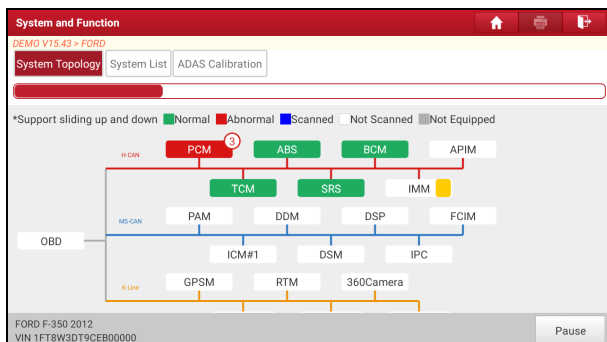 System and Function
DEMO V15.43 > FORD
System Topology System List ADAS Calibration
*Support sliding up and down Normal Abnormal Scanned Not Scanned Not Equipped
H-CAN PCM 3 ABS BCM APIM
TCM SRS IMM
MS-CAN PAM DDM DSP FCIM
OBD
ICM#1 DSM IPC
K-Line GPSM RTM 360Camera
FORD F-350 2012
VIN 1FT8W3DT9CEB00000
Pause